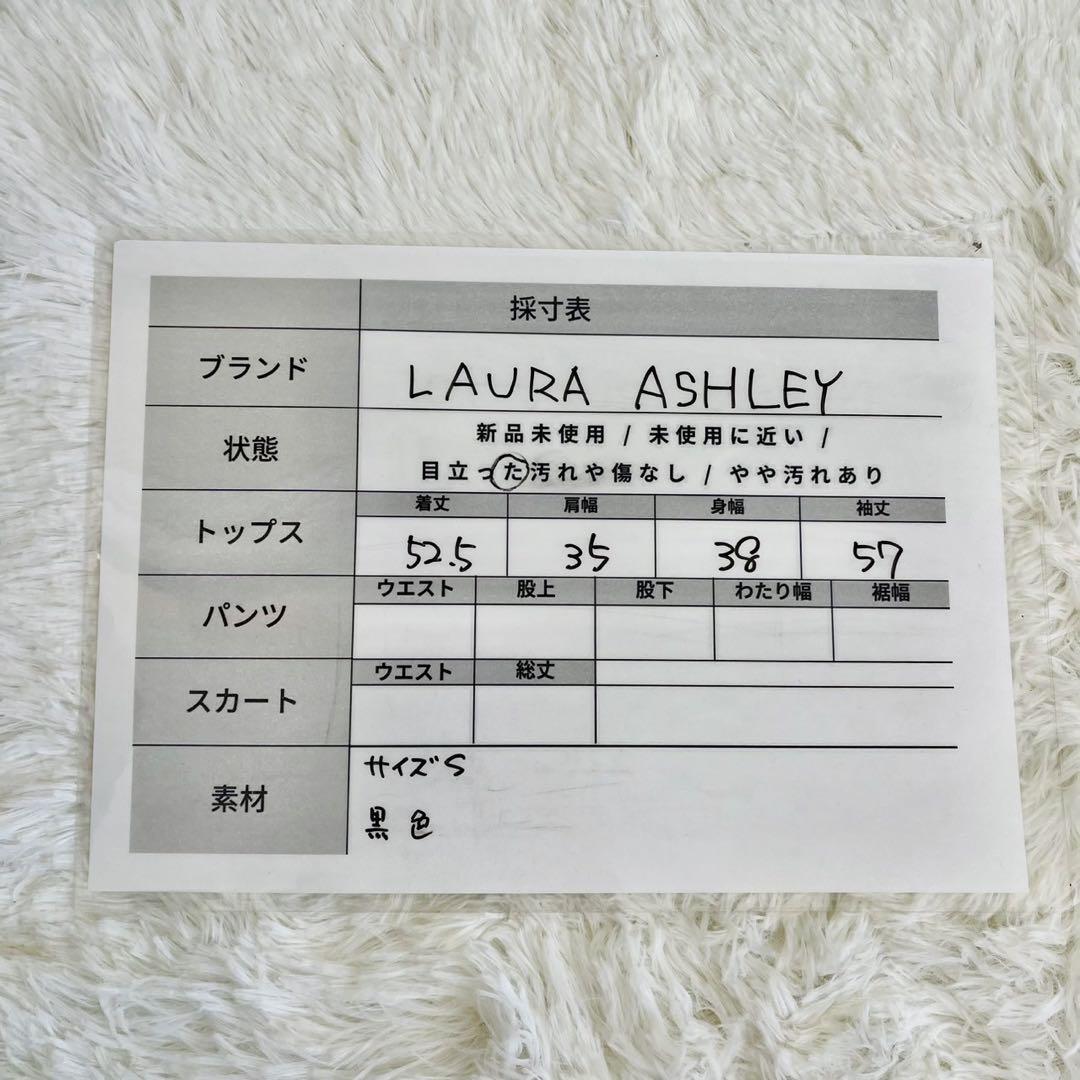 採寸表
ブランド LAURA ASHLEY
状態 新品未使用 / 未使用に近い /
目立った汚れや傷なし / やや汚れあり
トップス 着丈 肩幅 身幅 袖丈
52.5 35 38 57
パンツ ウエスト 股上 股下 わたり幅 裾幅
スカート ウエスト 総丈
素材 サイズS
黒色